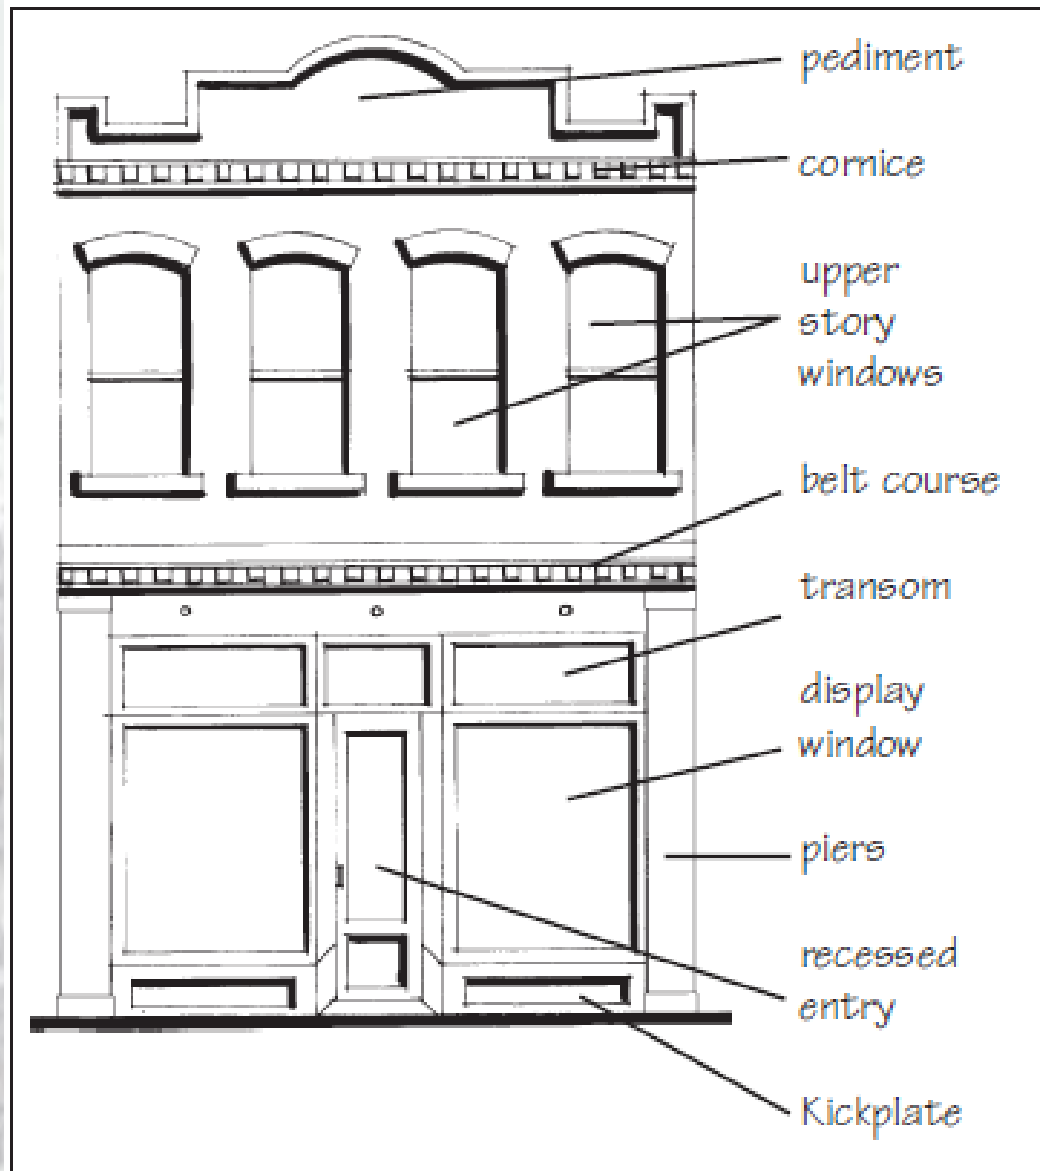 pediment
cornice
upper
story
windows
belt course
transom
display
window
piers
recessed
entry
Kickplate